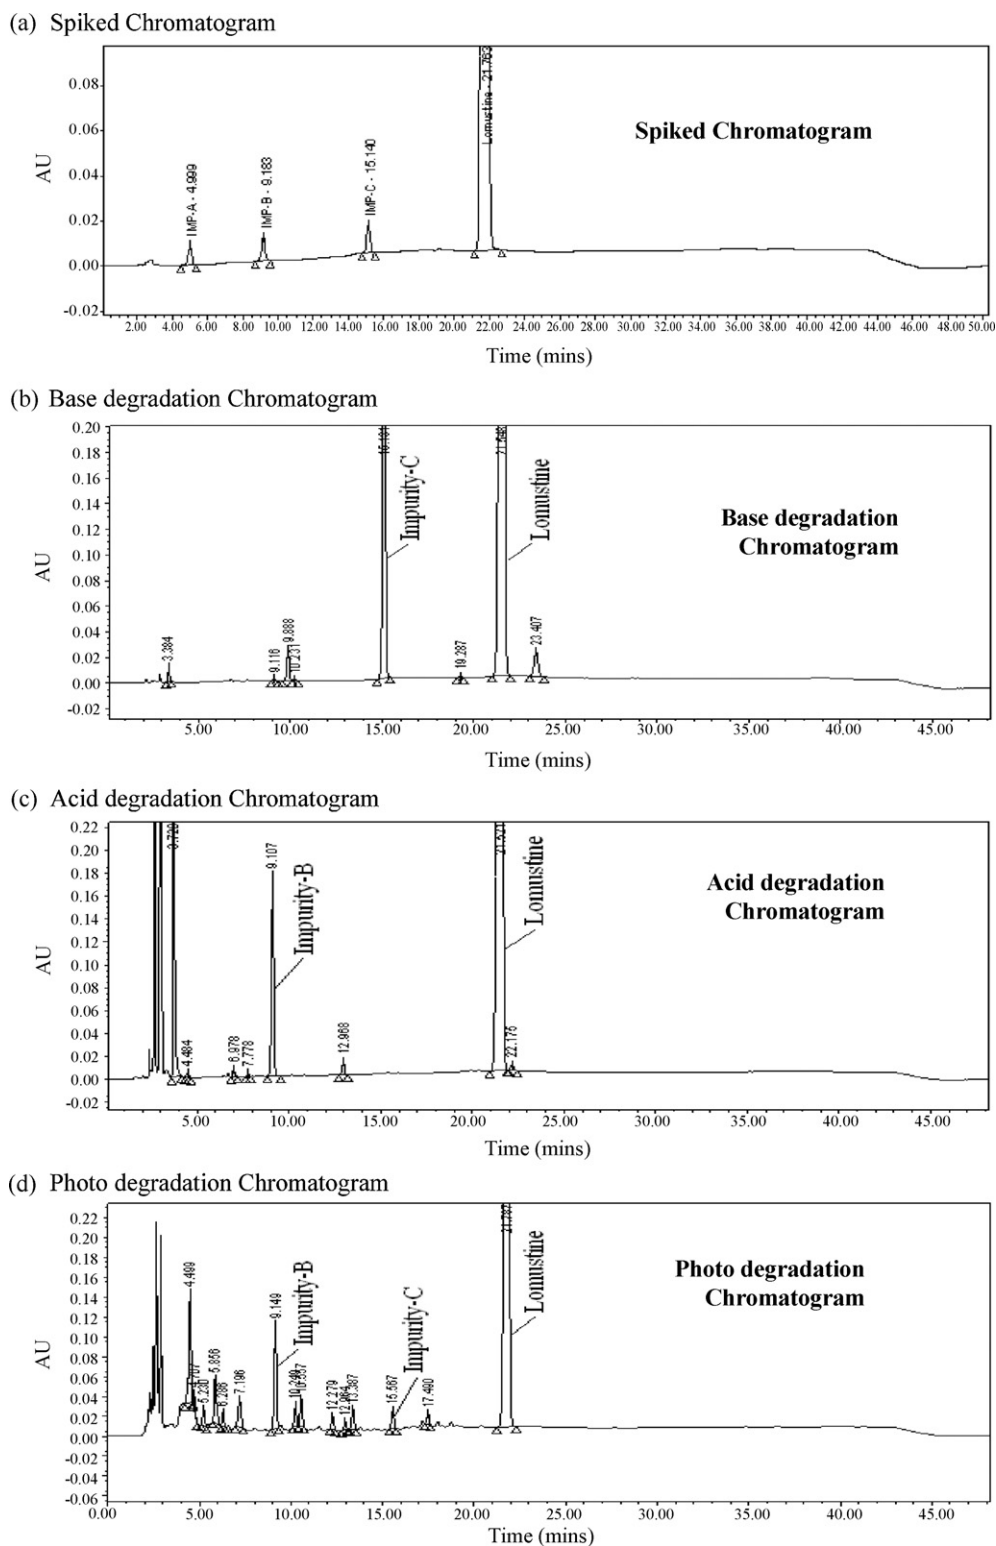 (a) Spiked Chromatogram
0.08
0.06
0.04
0.02
0.00
-0.02
AU
IMP-A - 4.999
IMP-B - 9.183
IMP-C - 15.140
Lomustine - 21.763
Spiked Chromatogram
2.00 4.00 6.00 8.00 10.00 12.00 14.00 16.00 18.00 20.00 22.00 24.00 26.00 28.00 30.00 32.00 34.00 36.00 38.00 40.00 42.00 44.00 46.00 48.00 50.00
Time (mins)
(b) Base degradation Chromatogram
0.20
0.18
0.16
0.14
0.12
0.10
0.08
0.06
0.04
0.02
0.00
-0.02
AU
3.384
9.116
9.888
10.231
Impurity-C
19.287
Lomustine
23.407
Base degradation
Chromatogram
5.00 10.00 15.00 20.00 25.00 30.00 35.00 40.00 45.00
Time (mins)
(c) Acid degradation Chromatogram
0.22
0.20
0.18
0.16
0.14
0.12
0.10
0.08
0.06
0.04
0.02
0.00
-0.02
AU
4.484
6.978
7.778
9.107
Impurity-B
12.968
21.521
Lomustine
22.175
Acid degradation
Chromatogram
5.00 10.00 15.00 20.00 25.00 30.00 35.00 40.00 45.00
Time (mins)
(d) Photo degradation Chromatogram
0.22
0.20
0.18
0.16
0.14
0.12
0.10
0.08
0.06
0.04
0.02
0.00
-0.02
-0.04
-0.06
AU
4.499
5.230
5.856
6.286
7.196
9.149
Impurity-B
12.279
12.964
13.387
15.567
Impurity-C
17.490
21.787
Lomustine
Photo degradation
Chromatogram
0.00 5.00 10.00 15.00 20.00 25.00 30.00 35.00 40.00 45.00
Time (mins)